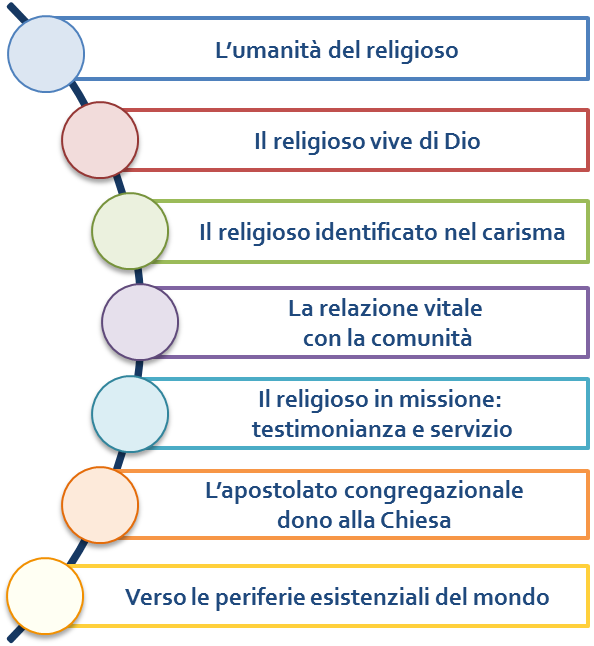 L’umanità del religioso
Il religioso vive di Dio
Il religioso identificato nel carisma
La relazione vitale
con la comunità
Il religioso in missione:
testimonianza e servizio
L’apostolato congregazionale
dono alla Chiesa
Verso le periferie esistenziali del mondo